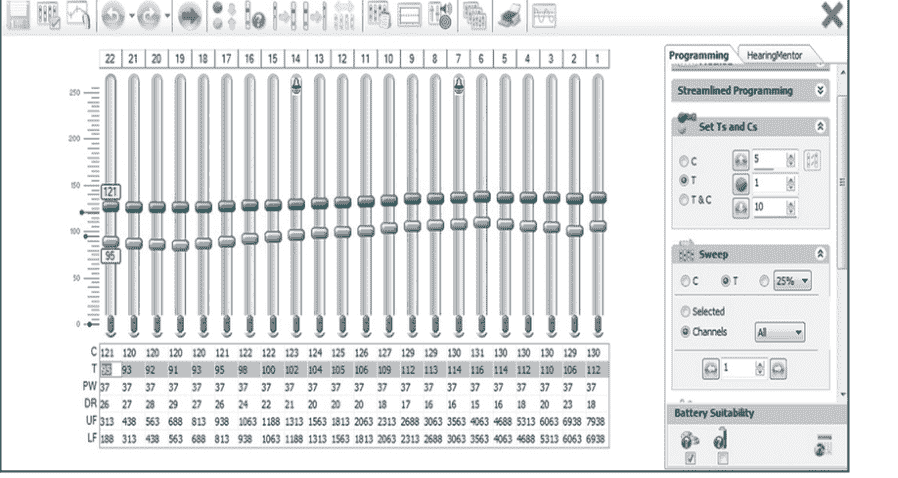 Programming HearingMentor
22 21 20 19 18 17 16 15 14 13 12 11 10 9 8 7 6 5 4 3 2 1
Streamlined Programming
Set Ts and Cs
C 5
T 1
T & C 10
250
200
150
100
50
0
121
95
Sweep
C T 25%
Selected
Channels All
1
C 121 120 120 120 120 121 122 122 123 124 125 126 127 129 129 130 131 130 130 130 129 130
T 95 93 92 91 93 95 98 100 102 104 105 106 109 112 113 114 116 114 112 110 106 112
PW 37 37 37 37 37 37 37 37 37 37 37 37 37 37 37 37 37 37 37 37 37 37
DR 26 27 28 29 27 26 24 22 21 20 20 20 18 17 16 16 15 16 18 20 23 18
UF 313 438 563 688 813 938 1063 1188 1313 1563 1813 2063 2313 2688 3063 3563 4063 4688 5313 6063 6938 7938
LF 188 313 438 563 688 813 938 1063 1188 1313 1563 1813 2063 2313 2688 3063 3563 4063 4688 5313 6063 6938
Battery Suitability